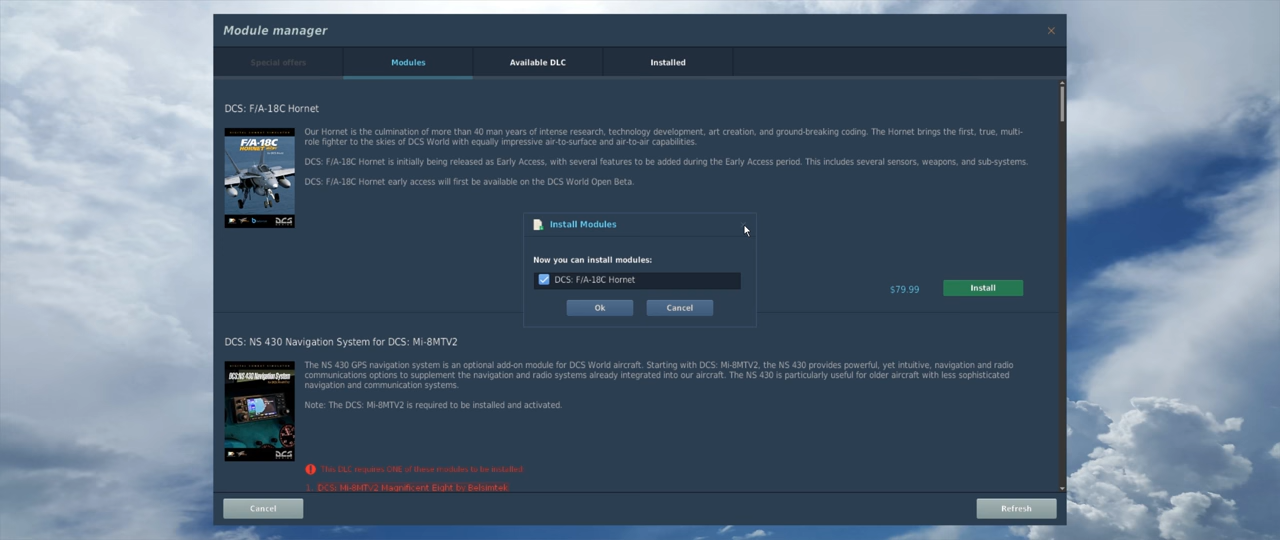 Module manager
Special offers
Modules
Available DLC
Installed
DCS: F/A-18C Hornet
F/A-18C
HORNET
DCS
Our Hornet is the culmination of more than 40 man years of intense research, technology development, art creation, and ground-breaking coding. The Hornet brings the first, true, multi-
role fighter to the skies of DCS World with equally impressive air-to-surface and air-to-air capabilities.
DCS: F/A-18C Hornet is initially being released as Early Access, with several features to be added during the Early Access period. This includes several sensors, weapons, and sub-systems.
DCS: F/A-18C Hornet early access will first be available on the DCS World Open Beta.
Install Modules
Now you can install modules:
DCS: F/A-18C Hornet
Ok
Cancel
$79.99
Install
DCS: NS 430 Navigation System for DCS: Mi-8MTV2
DCS:NS 430 Navigation System
DCS
The NS 430 GPS navigation system is an optional add-on module for DCS World aircraft. Starting with DCS: Mi-8MTV2, the NS 430 provides powerful, yet intuitive, navigation and radio
communications options to supplement the navigation and radio systems already integrated into our aircraft. The NS 430 is particularly useful for older aircraft with less sophisticated
navigation and communication systems.
Note: The DCS: Mi-8MTV2 is required to be installed and activated.
This DLC requires ONE of these modules to be installed
1. DCS: Mi-8MTV2 Magnificent Eight by Belsimtek
Cancel
Refresh